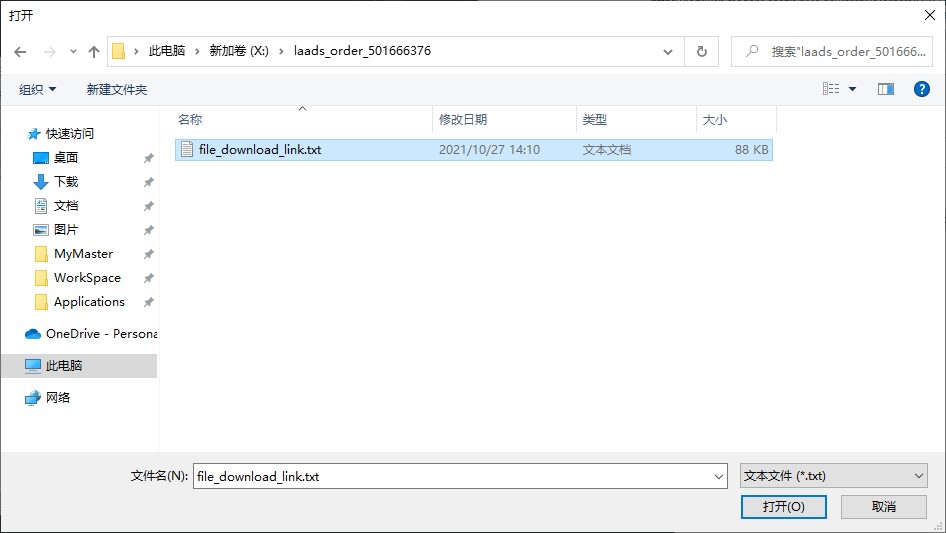 打开
此电脑 › 新加卷 (X:) › laads_order_501666376
搜索"laads_order_501666...
组织 新建文件夹
名称 修改日期 类型 大小
file_download_link.txt 2021/10/27 14:10 文本文档 88 KB
快速访问
桌面
下载
文档
图片
MyMaster
WorkSpace
Applications
OneDrive - Persona
此电脑
网络
文件名(N): file_download_link.txt 文本文件 (*.txt)
打开(O) 取消